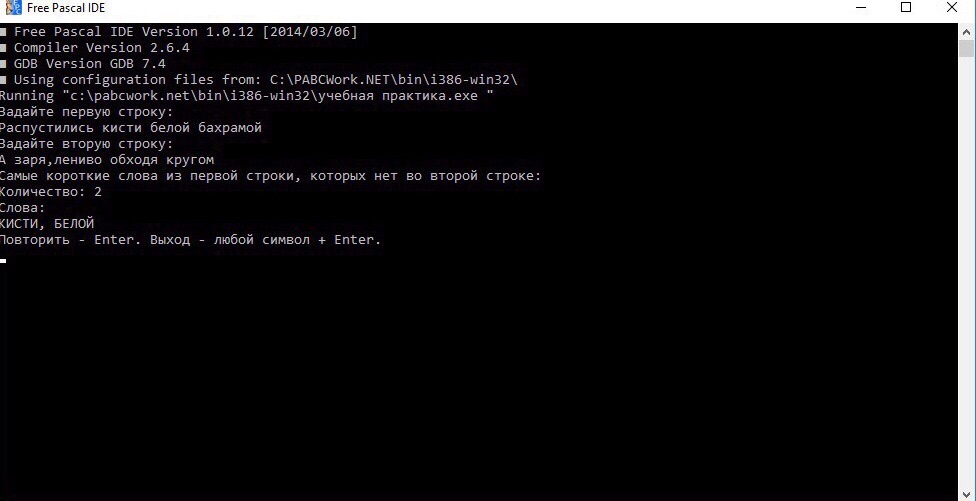 Free Pascal IDE
Free Pascal IDE Version 1.0.12 [2014/03/06]
Compiler Version 2.6.4
GDB Version GDB 7.4
Using configuration files from: C:\PABCWork.NET\bin\i386-win32\
Running "c:\pabcwork.net\bin\i386-win32\учебная практика.exe "
Задайте первую строку:
Распустились кисти белой бахрамой
Задайте вторую строку:
А заря,лениво обходя кругом
Самые короткие слова из первой строки, которых нет во второй строке:
Количество: 2
Слова:
КИСТИ, БЕЛОЙ
Повторить - Enter. Выход - любой символ + Enter.